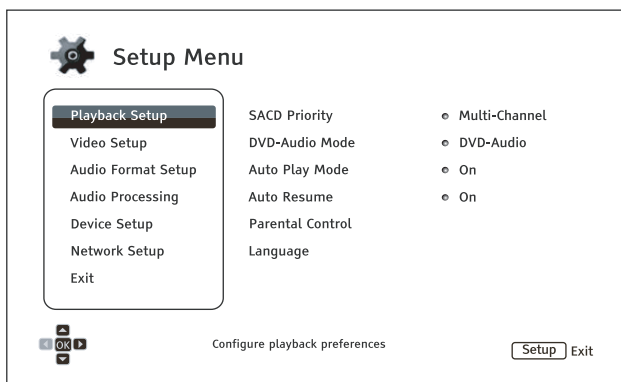 Setup Menu
Playback Setup SACD Priority Multi-Channel
Video Setup DVD-Audio Mode DVD-Audio
Audio Format Setup Auto Play Mode On
Audio Processing Auto Resume On
Device Setup Parental Control
Network Setup Language
Exit
OK Configure playback preferences Setup Exit